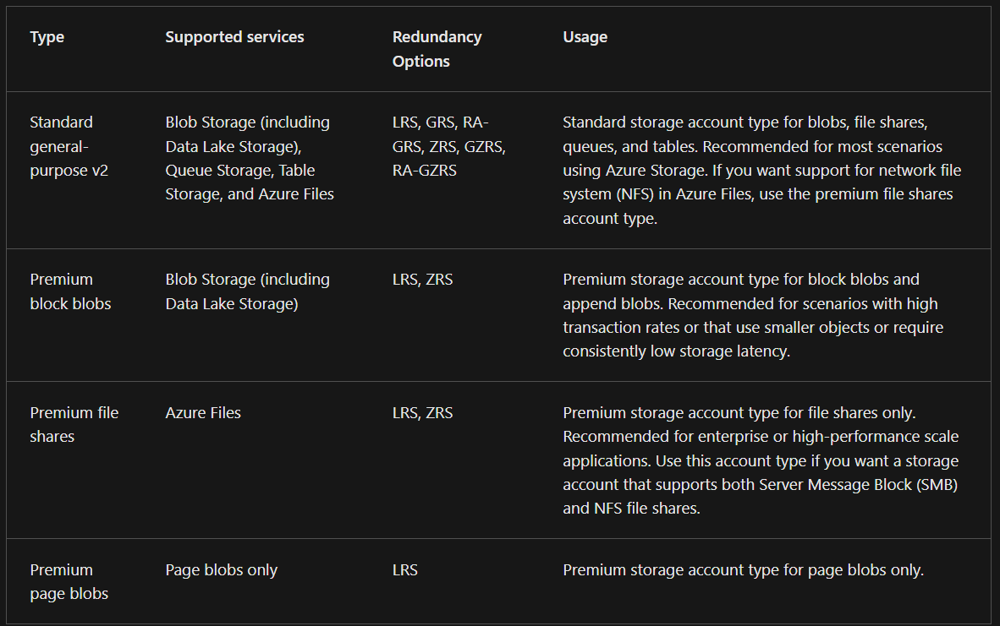 Type
Supported services
Redundancy
Options
Usage
Standard
general-
purpose v2
Blob Storage (including
Data Lake Storage),
Queue Storage, Table
Storage, and Azure Files
LRS, GRS, RA-
GRS, ZRS, GZRS,
RA-GZRS
Standard storage account type for blobs, file shares,
queues, and tables. Recommended for most scenarios
using Azure Storage. If you want support for network file
system (NFS) in Azure Files, use the premium file shares
account type.
Premium
block blobs
Blob Storage (including
Data Lake Storage)
LRS, ZRS
Premium storage account type for block blobs and
append blobs. Recommended for scenarios with high
transaction rates or that use smaller objects or require
consistently low storage latency.
Premium file
shares
Azure Files
LRS, ZRS
Premium storage account type for file shares only.
Recommended for enterprise or high-performance scale
applications. Use this account type if you want a storage
account that supports both Server Message Block (SMB)
and NFS file shares.
Premium
page blobs
Page blobs only
LRS
Premium storage account type for page blobs only.